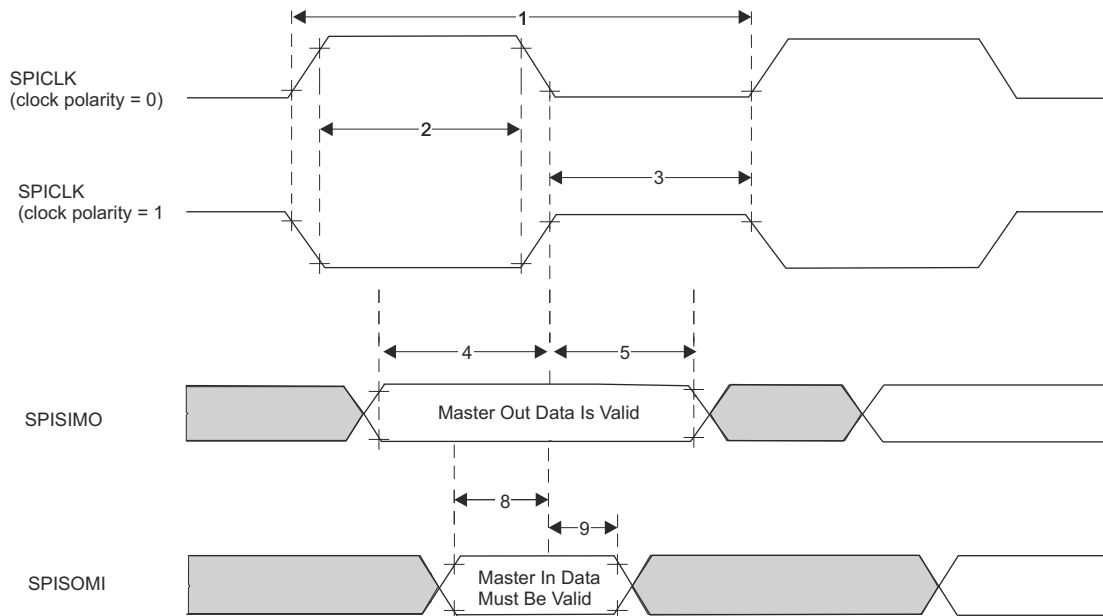 1
SPICLK
(clock polarity = 0)
2
3
SPICLK
(clock polarity = 1
4
5
SPISIMO
Master Out Data Is Valid
8
9
SPISOMI
Master In Data
Must Be Valid